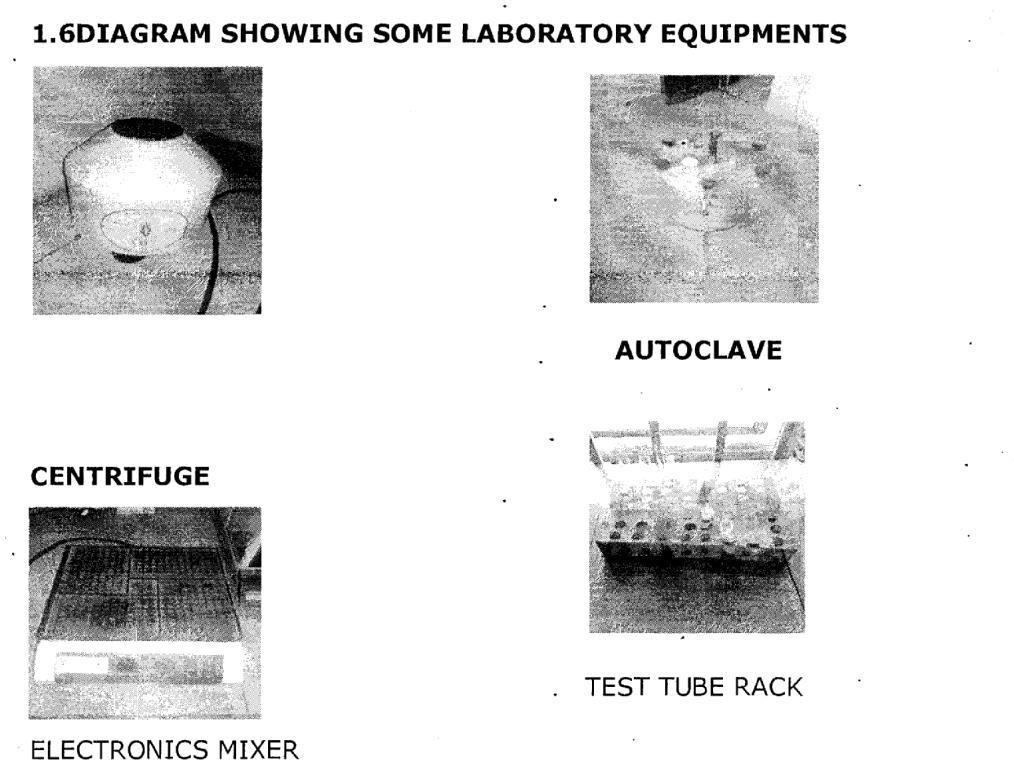 1.6DIAGRAM SHOWING SOME LABORATORY EQUIPMENTS
AUTOCLAVE
CENTRIFUGE
TEST TUBE RACK
ELECTRONICS MIXER